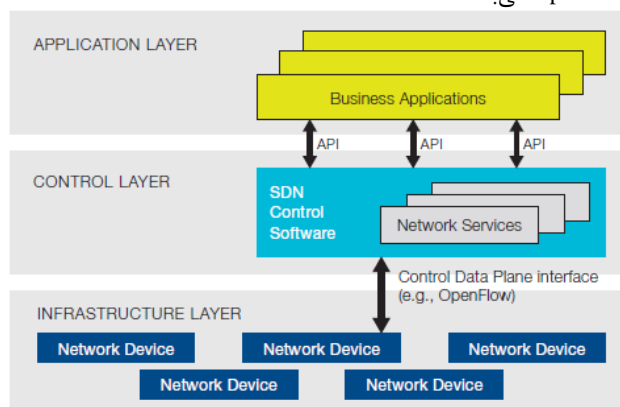 APPLICATION LAYER
Business Applications
API
API
API
CONTROL LAYER
SDN
Control
Software
Network Services
Control Data Plane interface
(e.g., OpenFlow)
INFRASTRUCTURE LAYER
Network Device
Network Device
Network Device
Network Device
Network Device